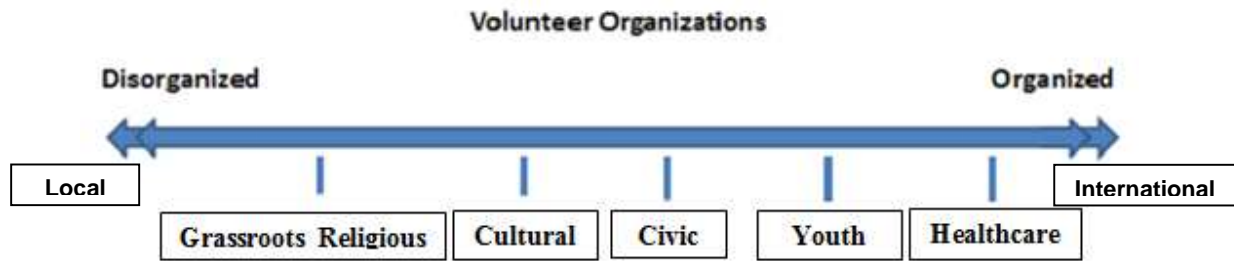 Volunteer Organizations
Disorganized
Organized
Local
International
Grassroots Religious
Cultural
Civic
Youth
Healthcare